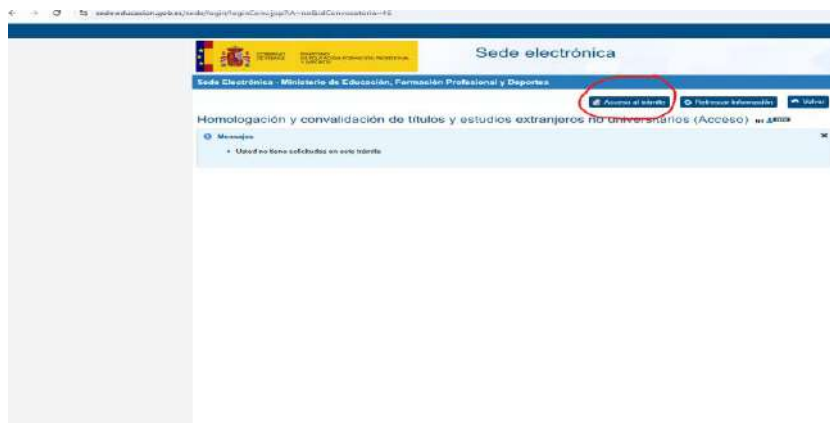 Sede electrónica
Sede Electrónica - Ministerio de Educación, Formación Profesional y Deportes
Acceso al trámite
Refrescar Información
Volver
Homologación y convalidación de títulos y estudios extranjeros no universitarios (Acceso)
Mensajes
Usted no tiene solicitudes en este trámite